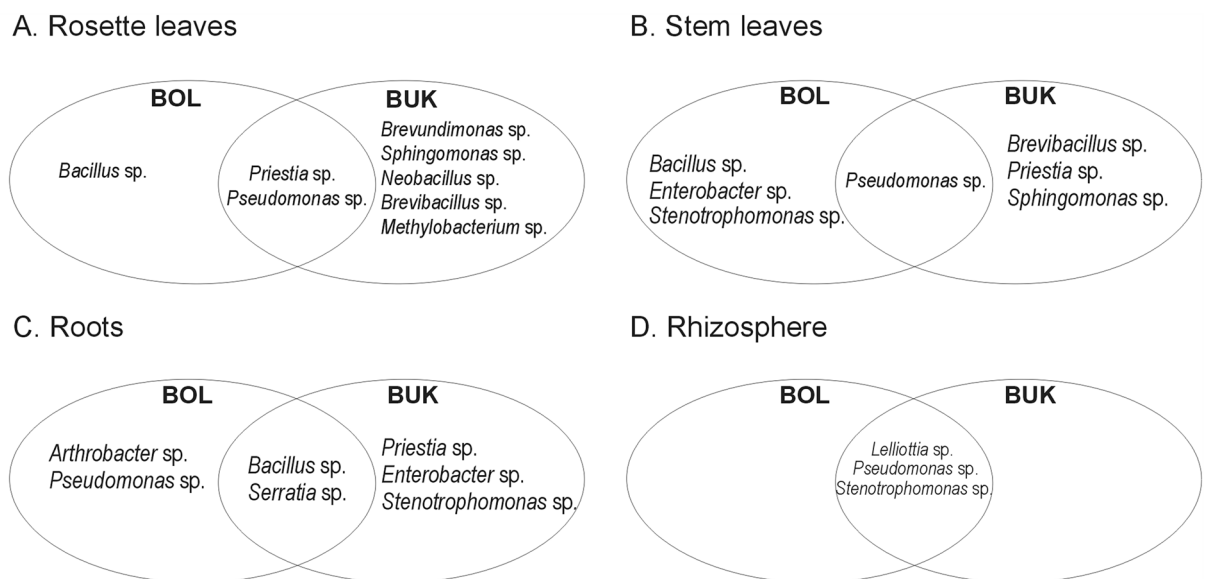 A. Rosette leaves
BOL
BUK
Bacillus sp.
Priestia sp.
Pseudomonas sp.
Brevundimonas sp.
Sphingomonas sp.
Neobacillus sp.
Brevibacillus sp.
Methylobacterium sp.
B. Stem leaves
BOL
BUK
Bacillus sp.
Enterobacter sp.
Stenotrophomonas sp.
Pseudomonas sp.
Brevibacillus sp.
Priestia sp.
Sphingomonas sp.
C. Roots
BOL
BUK
Arthrobacter sp.
Pseudomonas sp.
Bacillus sp.
Serratia sp.
Priestia sp.
Enterobacter sp.
Stenotrophomonas sp.
D. Rhizosphere
BOL
BUK
Lelliottia sp.
Pseudomonas sp.
Stenotrophomonas sp.